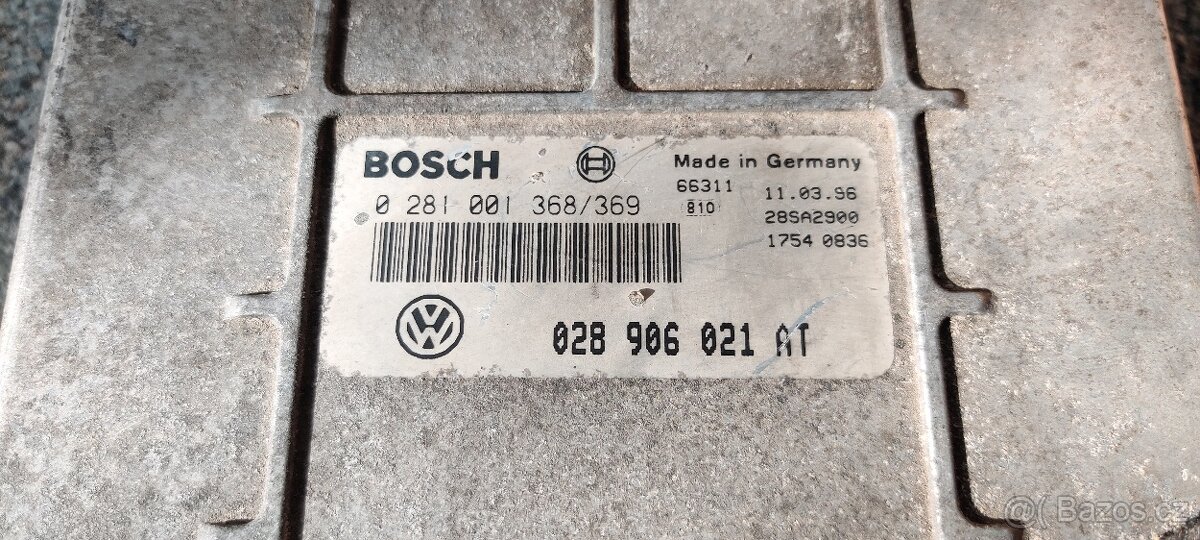 BOSCH
Made in Germany
0 281 001 368/369
66311
810
11.03.96
28SA2900
1754 0836
VW
028 906 021 AT
@( Bazos.cz